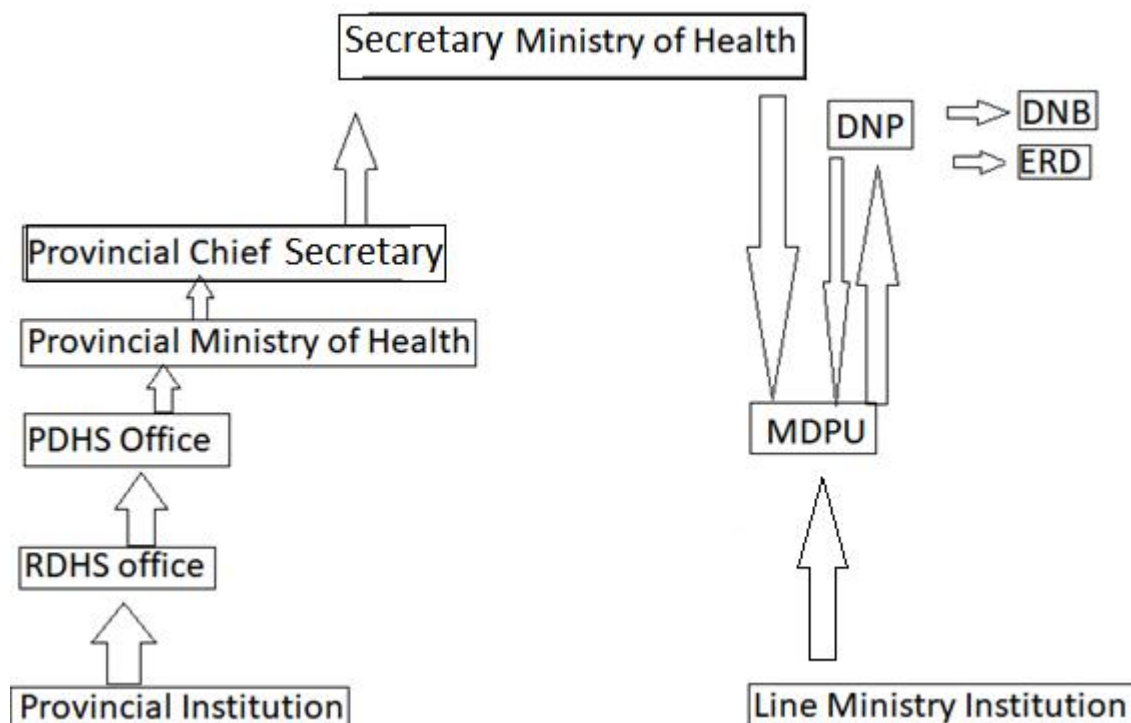 Secretary Ministry of Health
DNP
DNB
ERD
Provincial Chief Secretary
Provincial Ministry of Health
PDHS Office
MDPU
RDHS office
Provincial Institution
Line Ministry Institution